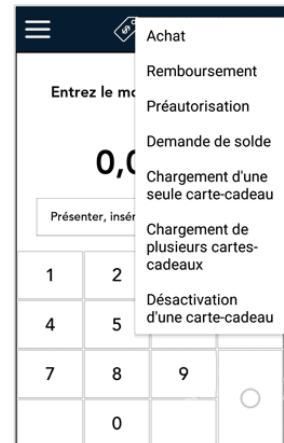 Achat
Remboursement
Entrez le mo
Préautorisation
Demande de solde
0,0
Chargement d'une
seule carte-cadeau
Présenter, insér
Chargement de
plusieurs cartes-
cadeaux
Désactivation
d'une carte-cadeau
1 2
4 5
7 8 9
0